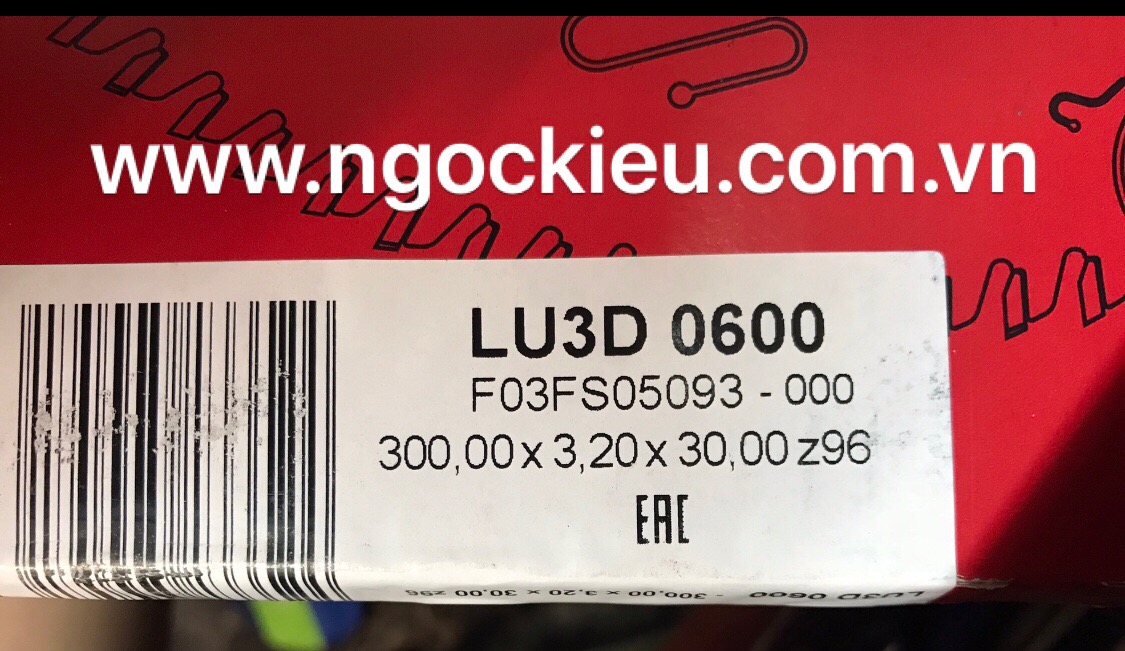 www.ngockieu.com.vn
LU3D 0600
F03FS05093 - 000
300,00 x 3,20 x 30,00 z96
EAC
LU3D 0600 - 300,00 x 3,20 x 30,00 z96